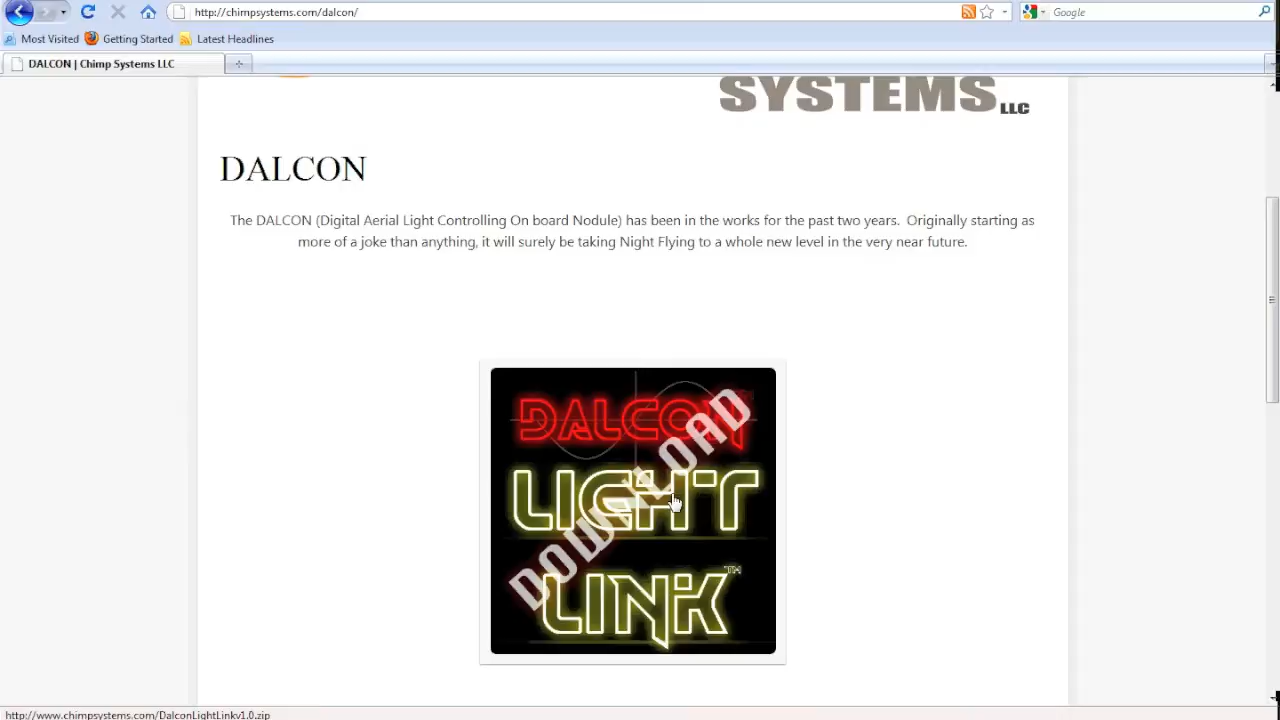 http://chimpsystems.com/dalcon/
Google
Most Visited
Getting Started
Latest Headlines
DALCON | Chimp Systems LLC
SYSTEMS LLC
DALCON
The DALCON (Digital Aerial Light Controlling On board Nodule) has been in the works for the past two years. Originally starting as
more of a joke than anything, it will surely be taking Night Flying to a whole new level in the very near future.
DALCON
LIGHT
DOWNLOAD
LINK™
http://www.chimpsystems.com/DalconLightLinkv1.0.zip